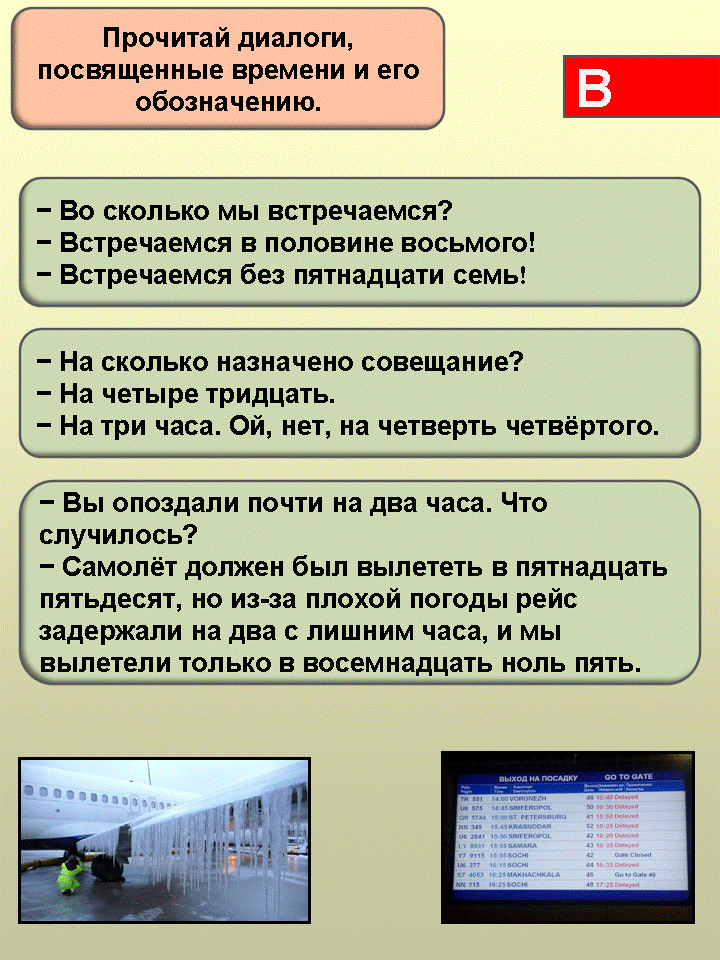 Прочитай диалоги,
посвященные времени и его
обозначению.
В
− Во сколько мы встречаемся?
− Встречаемся в половине восьмого!
− Встречаемся без пятнадцати семь!
− На сколько назначено совещание?
− На четыре тридцать.
− На три часа. Ой, нет, на четверть четвёртого.
− Вы опоздали почти на два часа. Что
случилось?
− Самолёт должен был вылететь в пятнадцать
пятьдесят, но из-за плохой погоды рейс
задержали на два с лишним часа, и мы
вылетели только в восемнадцать ноль пять.
ВЫХОД НА ПОСАДКУ GO TO GATE
7R 551 14:00 VORONEZH 48 16:40 Delayed
U6 575 14:45 SIMFEROPOL 50 16:30 Delayed
5744 15:00 ST. PETERSBURG 41 15:50 Delayed
NN 349 15:45 KRASNODAR 52 18:25 Delayed
U6 2841 15:50 SIMFEROPOL 42 18:20 Delayed
15:55 SAMARA 43 16:35 Delayed
Y7 9115 15:55 SOCHI 42 Gate Closed
U6 377 16:15 SOCHI 44 18:35 Delayed
S7 4053 16:25 MAKHACHKALA 46 Go to Gate 46
NN 115 16:25 SOCHI 48 17:25 Delayed